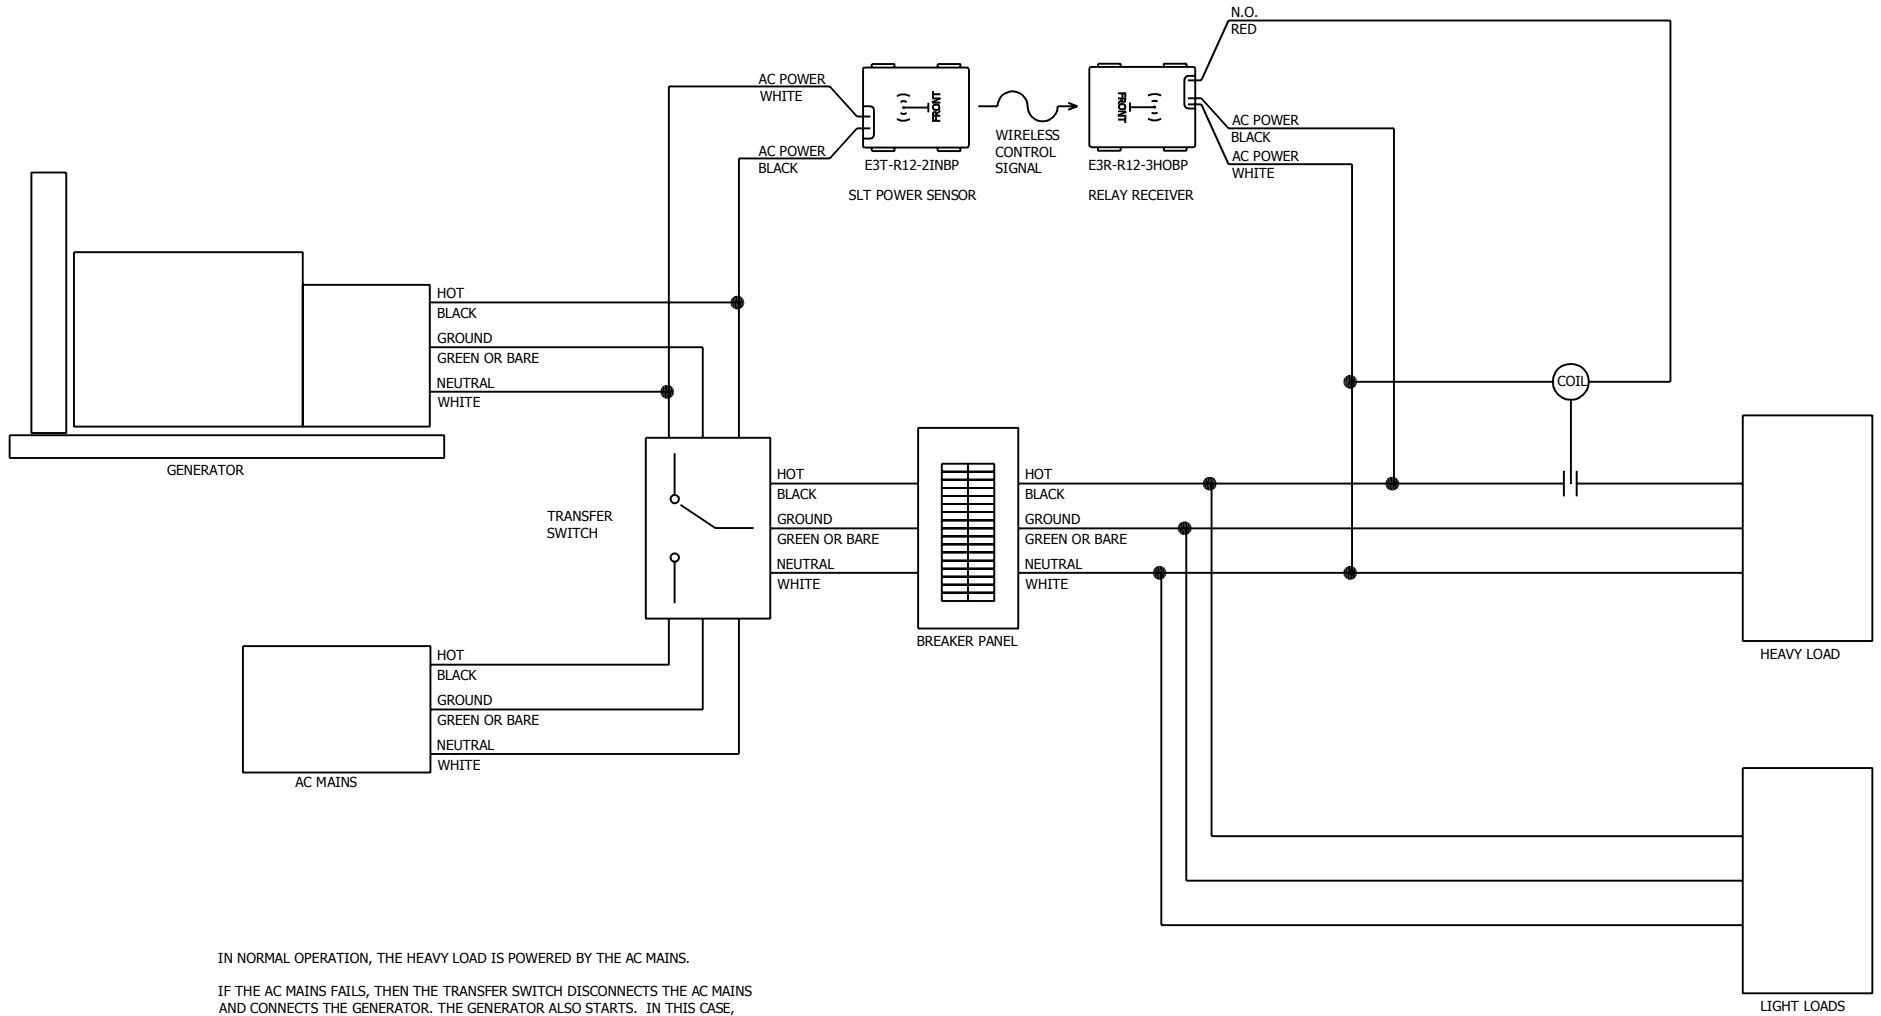 N.O.
RED
AC POWER
WHITE
AC POWER
BLACK
FRONT
E3T-R12-2INBP
SLT POWER SENSOR
WIRELESS
CONTROL
SIGNAL
FRONT
E3R-R12-3HOBP
RELAY RECEIVER
AC POWER
BLACK
AC POWER
WHITE
HOT
BLACK
GROUND
GREEN OR BARE
NEUTRAL
WHITE
GENERATOR
COIL
TRANSFER
SWITCH
HOT
BLACK
GROUND
GREEN OR BARE
NEUTRAL
WHITE
BREAKER PANEL
HOT
BLACK
GROUND
GREEN OR BARE
NEUTRAL
WHITE
HEAVY LOAD
HOT
BLACK
GROUND
GREEN OR BARE
NEUTRAL
WHITE
AC MAINS
LIGHT LOADS
IN NORMAL OPERATION, THE HEAVY LOAD IS POWERED BY THE AC MAINS.
IF THE AC MAINS FAILS, THEN THE TRANSFER SWITCH DISCONNECTS THE AC MAINS
AND CONNECTS THE GENERATOR. THE GENERATOR ALSO STARTS. IN THIS CASE,